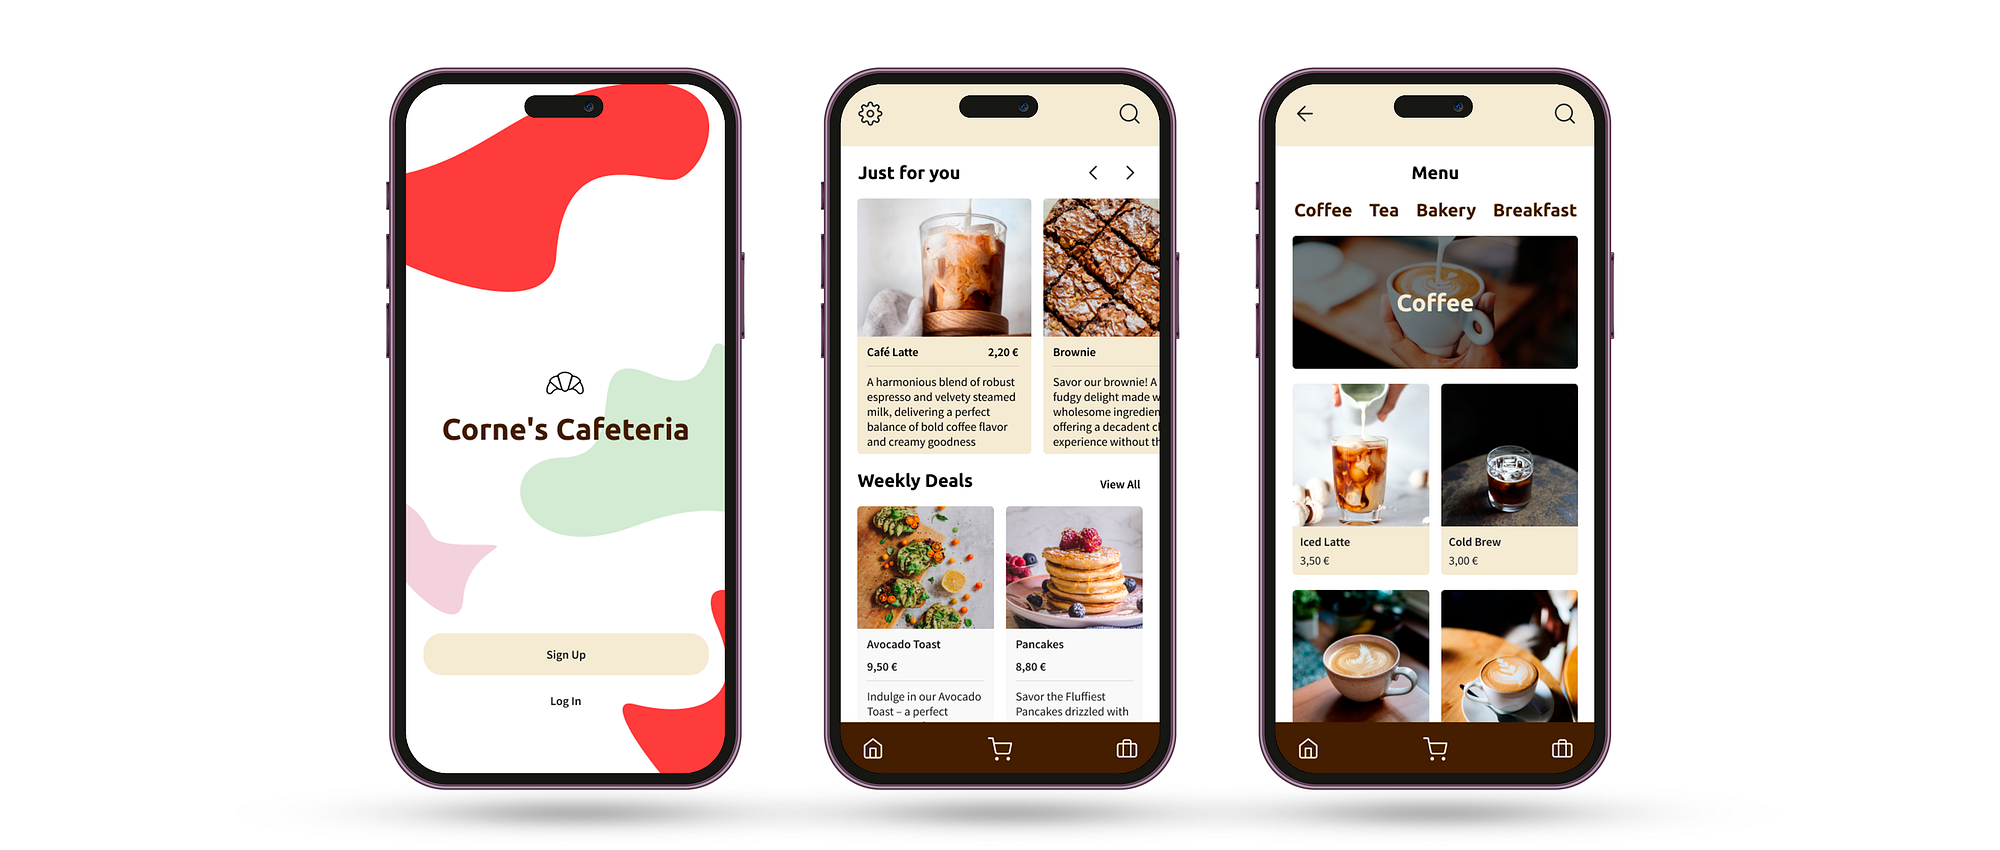 Corne's Cafeteria
Sign Up
Log In
Just for you
Café Latte 2,20 €
A harmonious blend of robust
espresso and velvety steamed
milk, delivering a perfect
balance of bold coffee flavor
and creamy goodness
Brownie
Savor our brownie! A
fudgy delight made w
wholesome ingredien
offering a decadent c
experience without th
Weekly Deals
View All
Avocado Toast
9,50 €
Indulge in our Avocado
Toast – a perfect
Pancakes
8,80 €
Savor the Fluffiest
Pancakes drizzled with
Menu
Coffee Tea Bakery Breakfast
Coffee
Iced Latte
3,50 €
Cold Brew
3,00 €